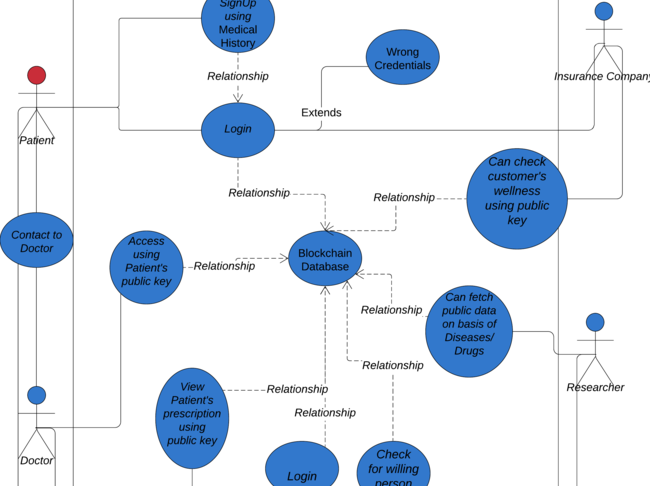 SignUp
using
Medical
History
Wrong
Credentials
Insurance Company
Relationship
Extends
Login
Patient
Can check
customer's
wellness
using public
key
Relationship
Relationship
Contact to
Doctor
Access
using
Patient's
public key
Relationship
Blockchain
Database
Can fetch
public data
on basis of
Diseases/
Drugs
Relationship
Researcher
Relationship
View
Patient's
prescription
using
public key
Relationship
Relationship
Doctor
Login
Check
for willing
person